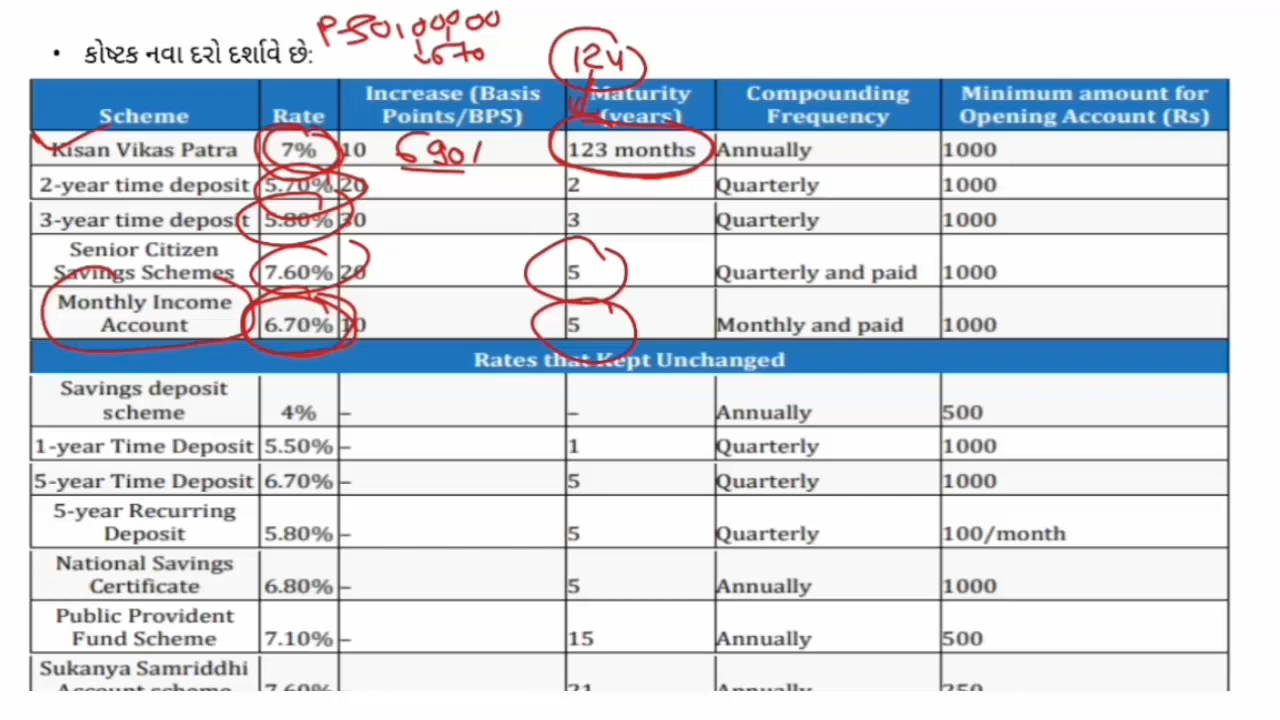 • કોષ્ટક નવા દરો દર્શાવે છે:
124
Scheme Rate Increase (Basis Points/BPS) Maturity (years) Compounding Frequency Minimum amount for Opening Account (Rs)
Kisan Vikas Patra 7% 10 123 months Annually 1000
2-year time deposit 5.70% 20 2 Quarterly 1000
3-year time deposit 5.80% 30 3 Quarterly 1000
Senior Citizen Savings Schemes 7.60% 20 5 Quarterly and paid 1000
Monthly Income Account 6.70% 10 5 Monthly and paid 1000
Rates that Kept Unchanged
Savings deposit scheme 4% – – Annually 500
1-year Time Deposit 5.50% – 1 Quarterly 1000
5-year Time Deposit 6.70% – 5 Quarterly 1000
5-year Recurring Deposit 5.80% – 5 Quarterly 100/month
National Savings Certificate 6.80% – 5 Annually 1000
Public Provident Fund Scheme 7.10% – 15 Annually 500
Sukanya Samriddhi Account scheme 7.60% – 21 Annually 250